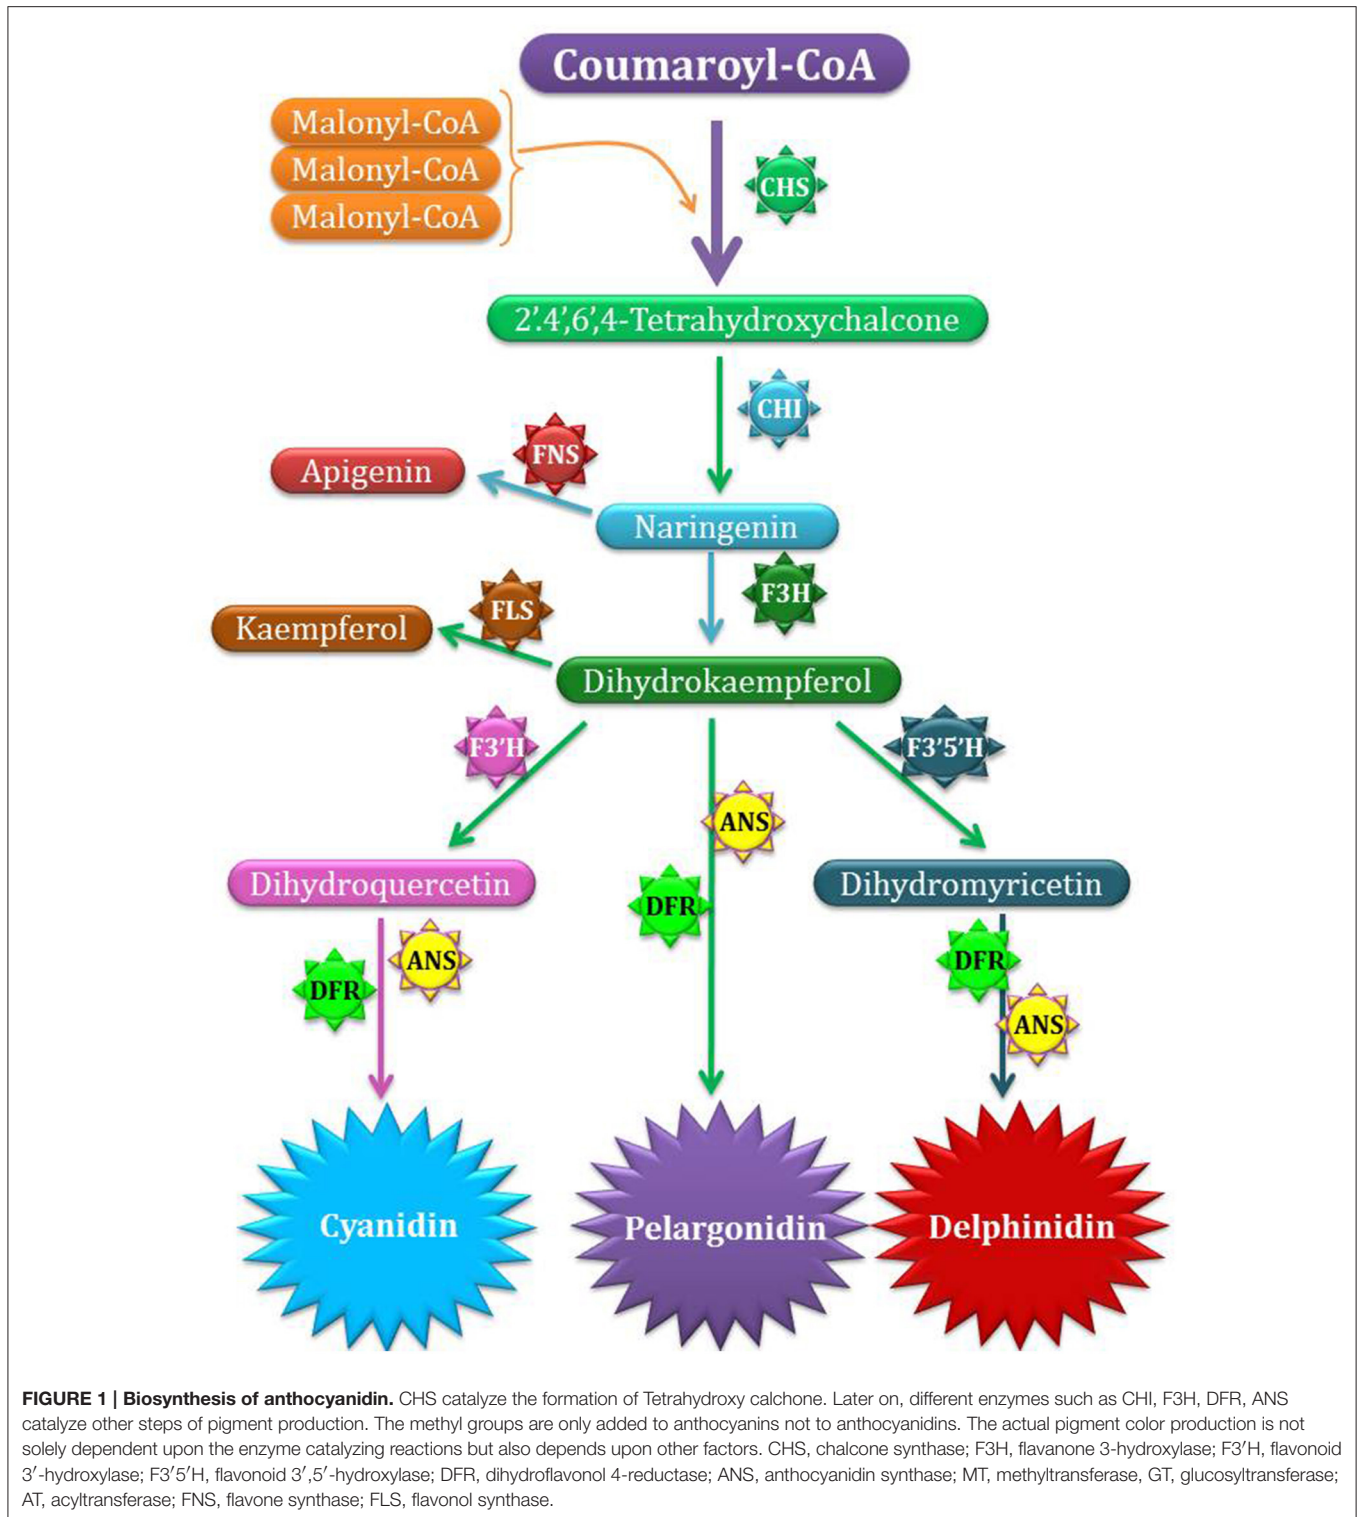 Coumaroyl-CoA
Malonyl-CoA
Malonyl-CoA
Malonyl-CoA
CHS
2'.4',6',4-Tetrahydroxychalcone
CHI
FNS
Apigenin
Naringenin
F3H
FLS
Kaempferol
Dihydrokaempferol
F3'H
F3'5'H
ANS
DFR
Dihydroquercetin
Dihydromyricetin
DFR
ANS
DFR
ANS
Cyanidin
Pelargonidin
Delphinidin
FIGURE 1 | Biosynthesis of anthocyanidin. CHS catalyze the formation of Tetrahydroxy calchone. Later on, different enzymes such as CHI, F3H, DFR, ANS
catalyze other steps of pigment production. The methyl groups are only added to anthocyanins not to anthocyanidins. The actual pigment color production is not
solely dependent upon the enzyme catalyzing reactions but also depends upon other factors. CHS, chalcone synthase; F3H, flavanone 3-hydroxylase; F3′H, flavonoid
3′-hydroxylase; F3′5′H, flavonoid 3′,5′-hydroxylase; DFR, dihydroflavonol 4-reductase; ANS, anthocyanidin synthase; MT, methyltransferase, GT, glucosyltransferase;
AT, acyltransferase; FNS, flavone synthase; FLS, flavonol synthase.